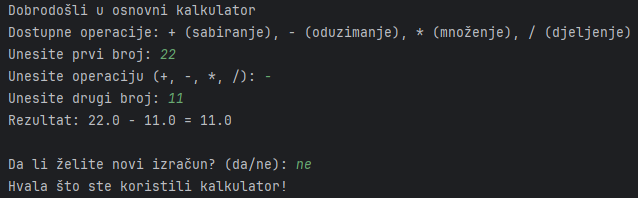 Dobrodošli u osnovni kalkulator
Dostupne operacije: + (sabiranje), - (oduzimanje), * (množenje), / (djeljenje)
Unesite prvi broj: 22
Unesite operaciju (+, -, *, /): -
Unesite drugi broj: 11
Rezultat: 22.0 - 11.0 = 11.0
Da li želite novi izračun? (da/ne): ne
Hvala što ste koristili kalkulator!